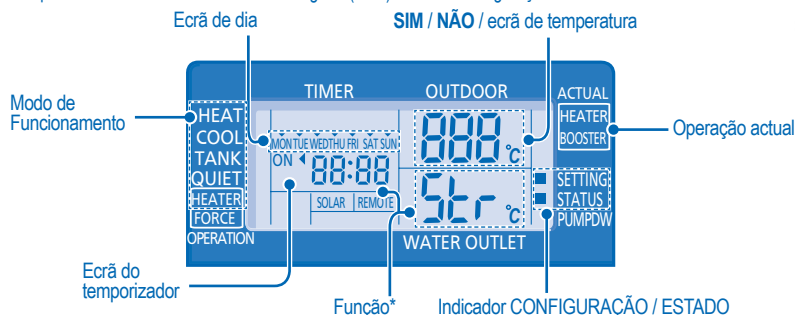 Ecrã de dia
SIM / NÃO / ecrã de temperatura
TIMER
OUTDOOR
ACTUAL
Modo de
Funcionamento
HEAT
COOL
TANK
QUIET
HEATER
FORCE
OPERATION
MON TUE WED THU FRI SAT SUN
ON 88:88
SOLAR REMOTE
888 °C
Str °C
WATER OUTLET
HEATER
BOOSTER
Operação actual
SETTING
STATUS
PUMPDW
Ecrã do
temporizador
Função*
Indicador CONFIGURAÇÃO / ESTADO